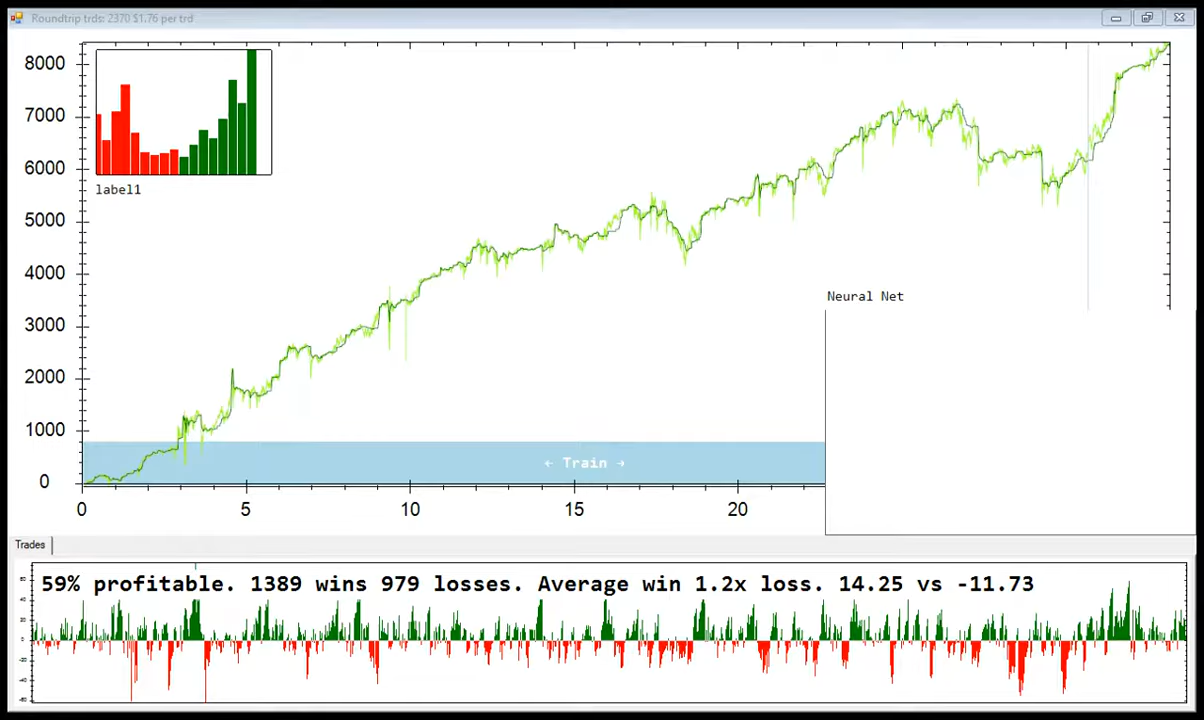 Roundtrip trds: 2370 $1.76 per trd
8000
7000
6000
5000
4000
3000
2000
1000
0
label1
Neural Net
← Train →
0 5 10 15 20
Trades
59% profitable. 1389 wins 979 losses. Average win 1.2x loss. 14.25 vs -11.73